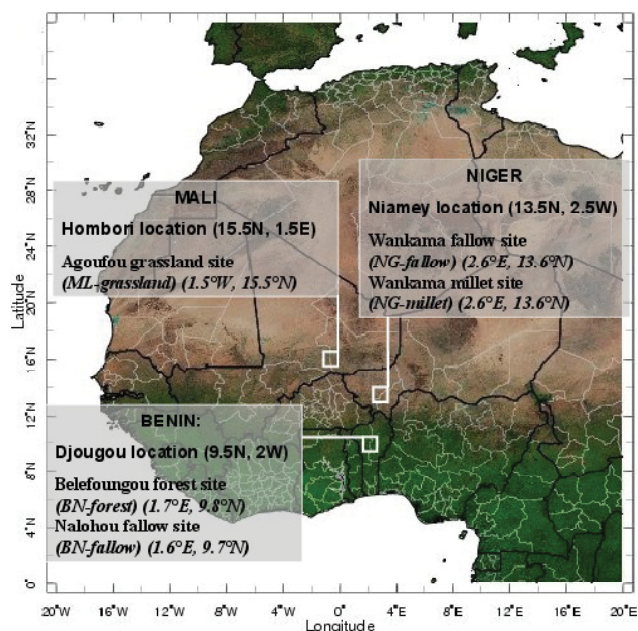 32°N
28°N
24°N
20°N
16°N
12°N
8°N
4°N
0°
Latitude
MALI
Hombori location (15.5N, 1.5E)
Agoufou grassland site
(ML-grassland) (1.5°W, 15.5°N)
NIGER
Niamey location (13.5N, 2.5W)
Wankama fallow site
(NG-fallow) (2.6°E, 13.6°N)
Wankama millet site
(NG-millet) (2.6°E, 13.6°N)
BENIN:
Djougou location (9.5N, 2W)
Belefoungou forest site
(BN-forest) (1.7°E, 9.8°N)
Nalohou fallow site
(BN-fallow) (1.6°E, 9.7°N)
20°W 16°W 12°W 8°W 4°W 0° 4°E 8°E 12°E 16°E 20°E
Longitude